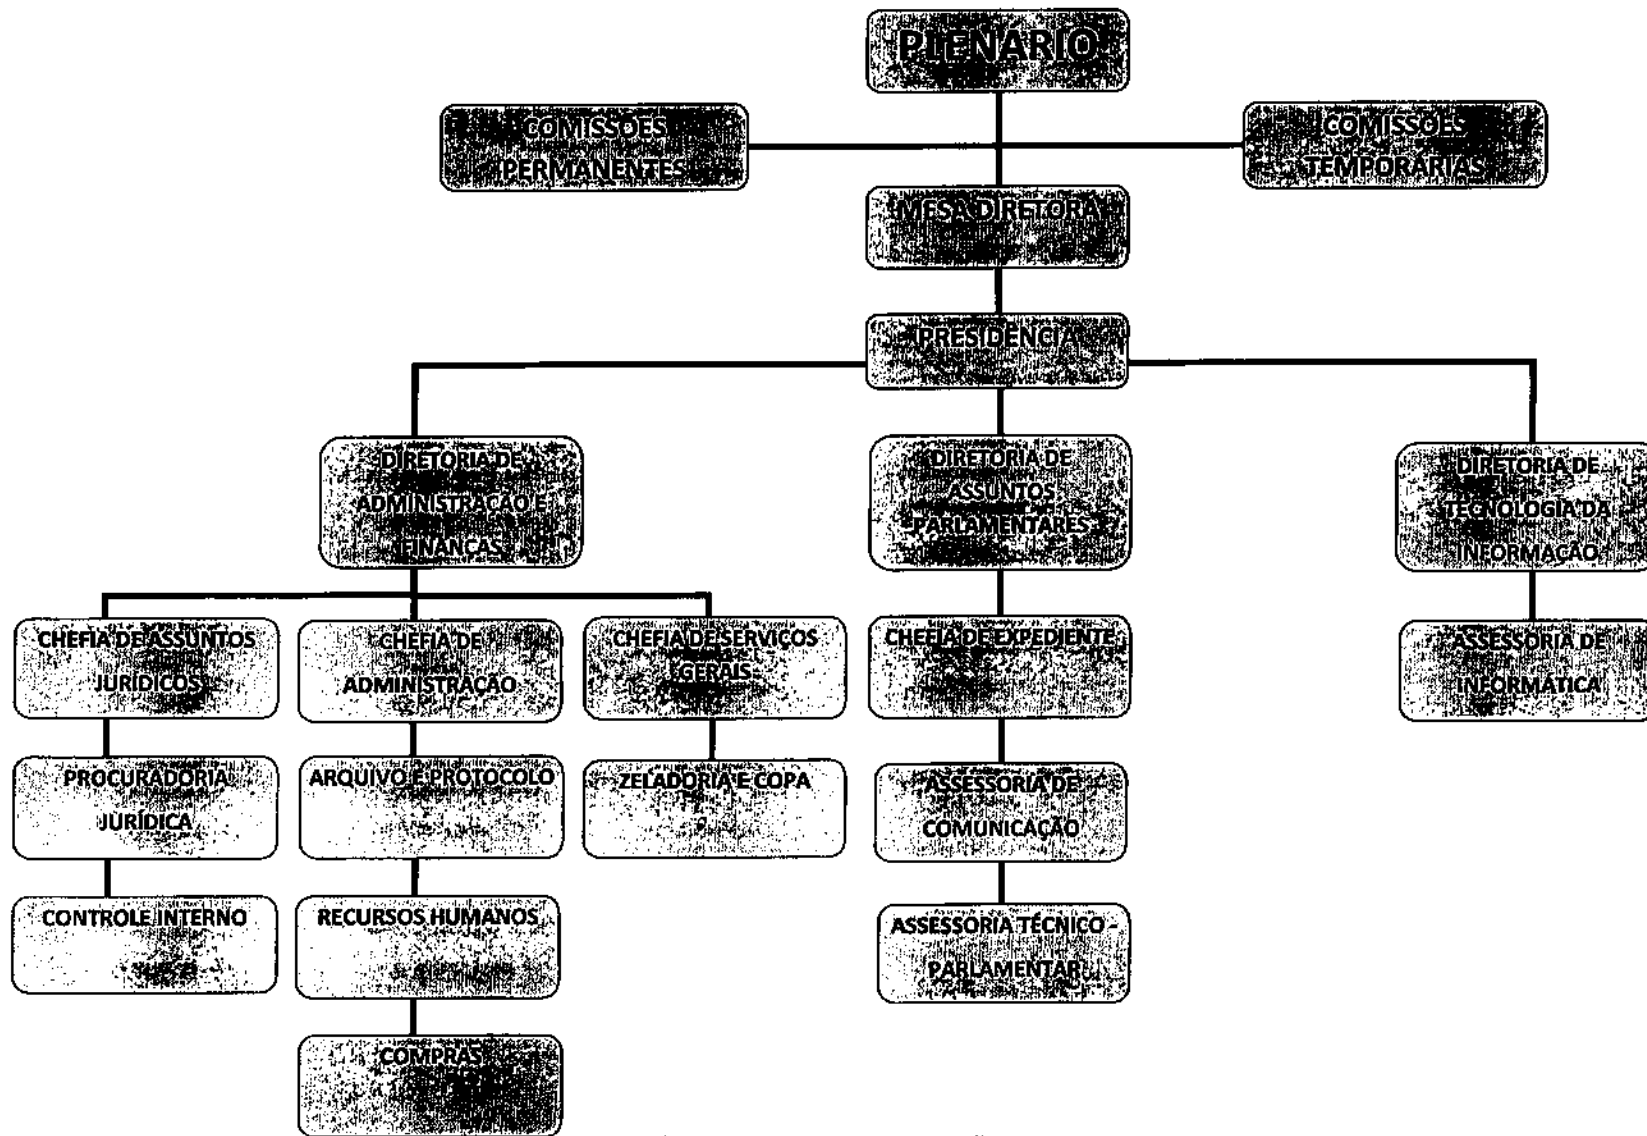 PLENÁRIO
COMISSÕES
PERMANENTES
COMISSÕES
TEMPORÁRIAS
MESA DIRETORA
PRESIDÊNCIA
DIRETORIA DE
ADMINISTRAÇÃO E
FINANÇAS
DIRETORIA DE
ASSUNTOS
PARLAMENTARES
DIRETORIA DE
TECNOLOGIA DA
INFORMAÇÃO
CHEFIA DE ASSUNTOS
JURÍDICOS
CHEFIA DE
ADMINISTRAÇÃO
CHEFIA DE SERVIÇOS
GERAIS
CHEFIA DE EXPEDIENTE
ASSESSORIA DE
INFORMÁTICA
PROCURADORIA
JURÍDICA
ARQUIVO E PROTOCOLO
ZELADORIA E COPA
ASSESSORIA DE
COMUNICAÇÃO
CONTROLE INTERNO
RECURSOS HUMANOS
ASSESSORIA TÉCNICO -
PARLAMENTAR
COMPRAS